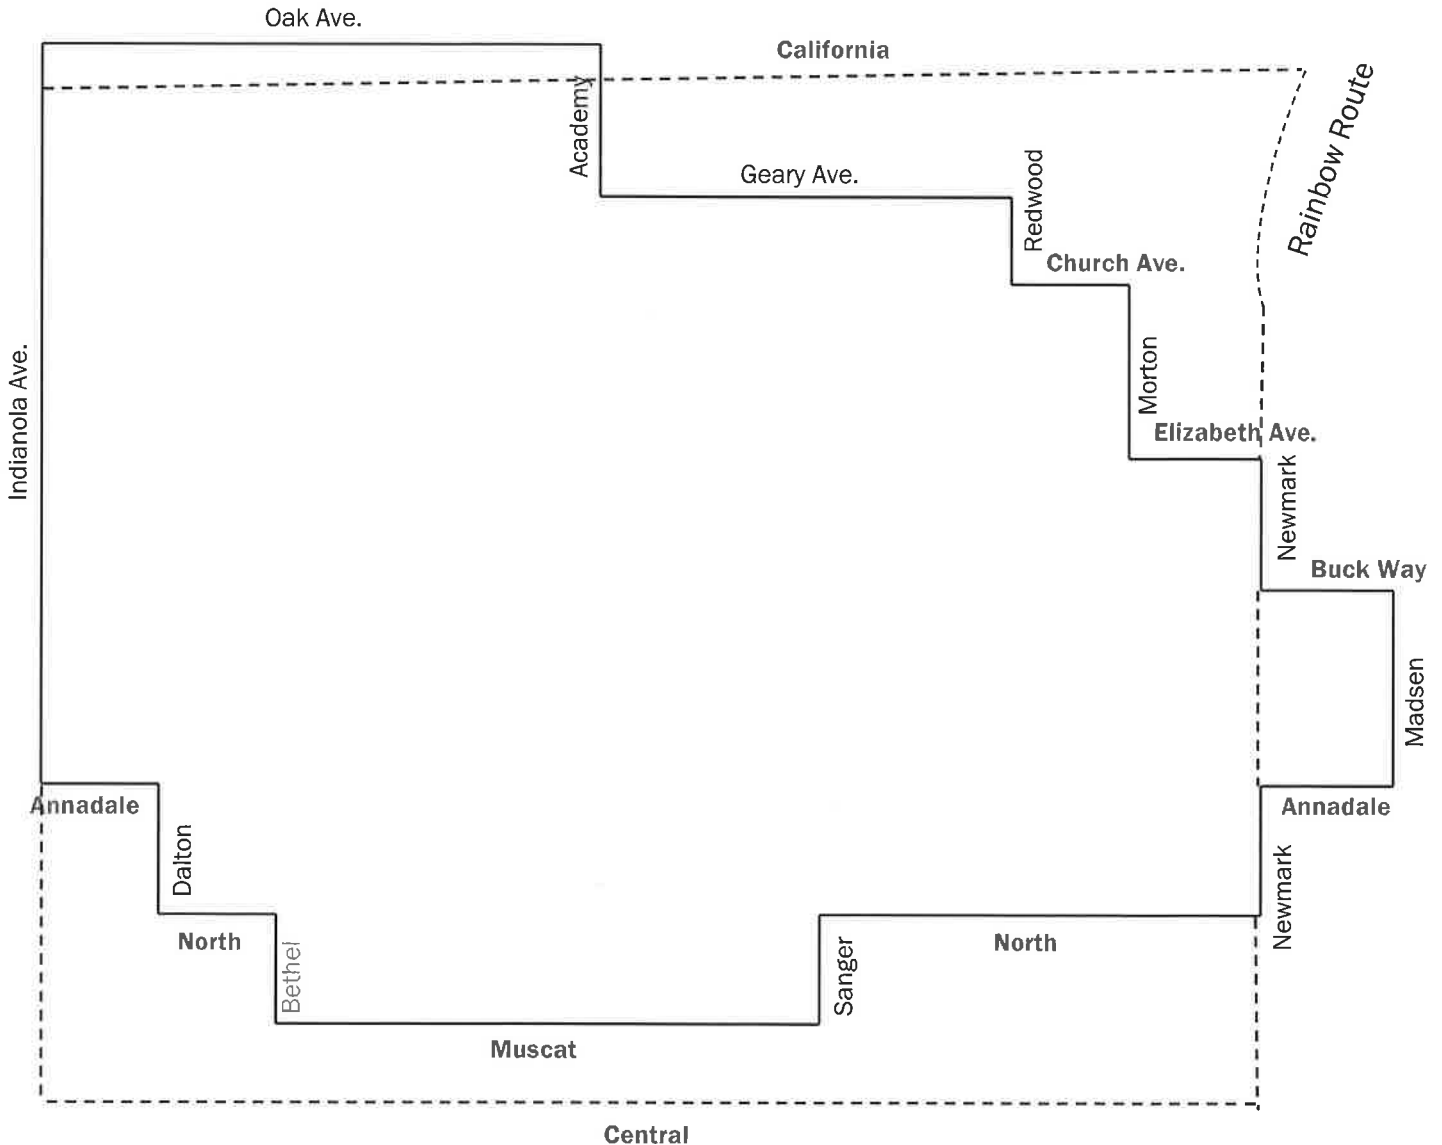 Oak Ave.
California
Academy
Rainbow Route
Geary Ave.
Redwood
Church Ave.
Indianola Ave.
Morton
Elizabeth Ave.
Newmark
Buck Way
Madsen
Annadale
Annadale
Dalton
Newmark
North
North
Bethel
Sanger
Muscat
Central